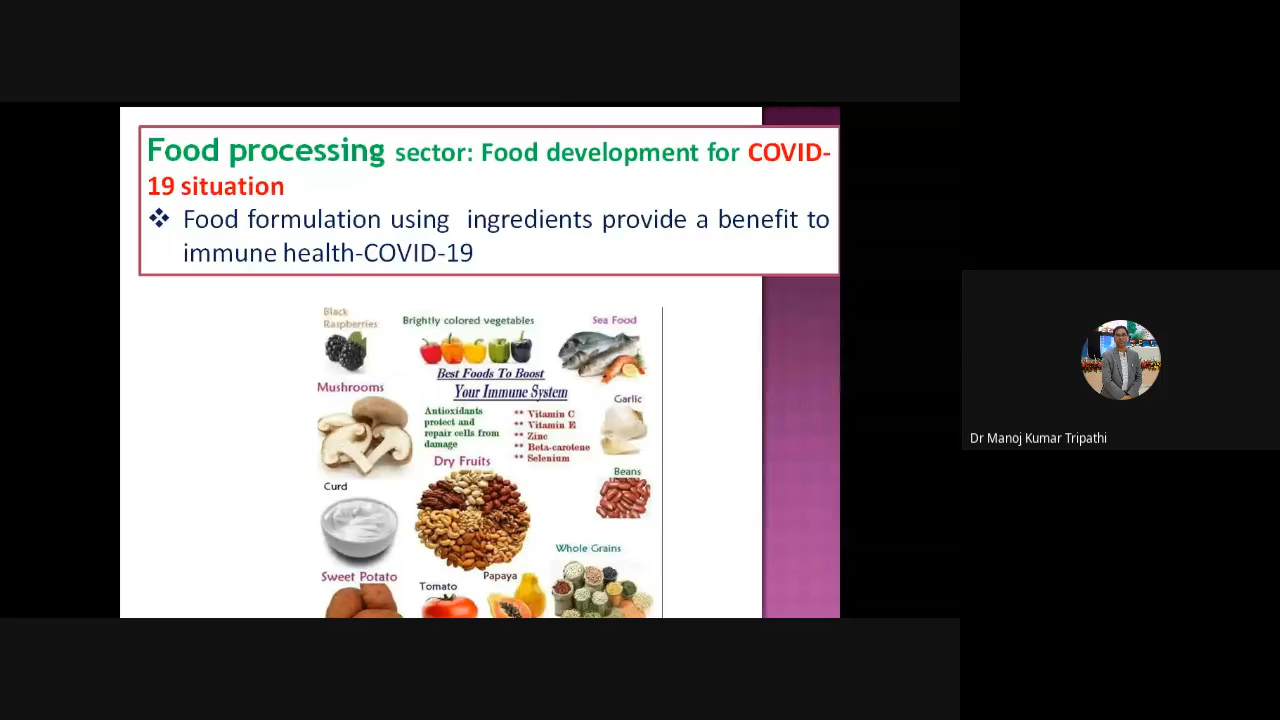 Food processing sector: Food development for COVID-
19 situation
❖ Food formulation using ingredients provide a benefit to
immune health-COVID-19
Black
Raspberries
Brightly colored vegetables
Sea Food
Best Foods To Boost
Your Immune System
Mushrooms
Garlic
Antioxidants
protect and
repair cells from
damage
** Vitamin C
** Vitamin E
** Zinc
** Beta-carotene
** Selenium
Dry Fruits
Beans
Curd
Whole Grains
Sweet Potato
Tomato
Papaya
Dr Manoj Kumar Tripathi